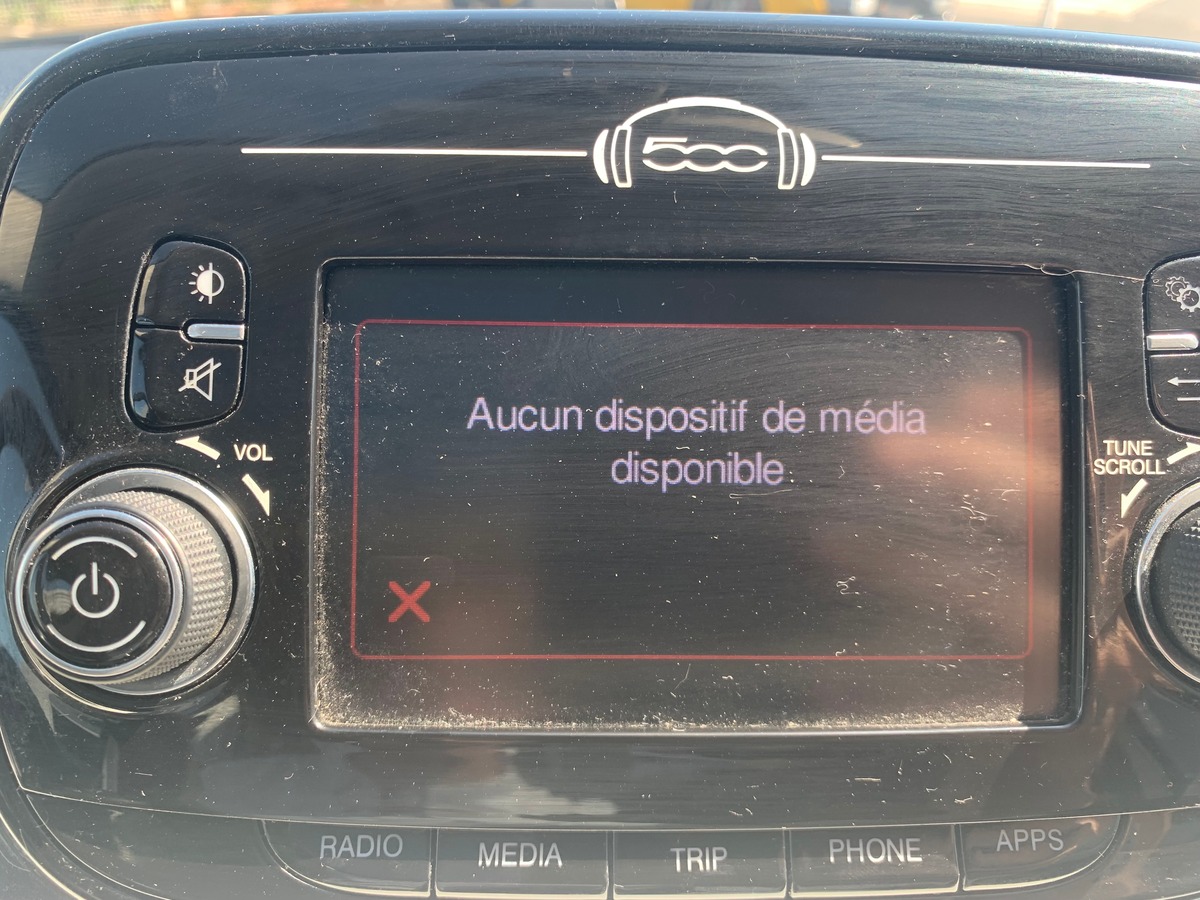 500
VOL
Aucun dispositif de média
disponible
TUNE
SCROLL
RADIO
MEDIA
TRIP
PHONE
APPS